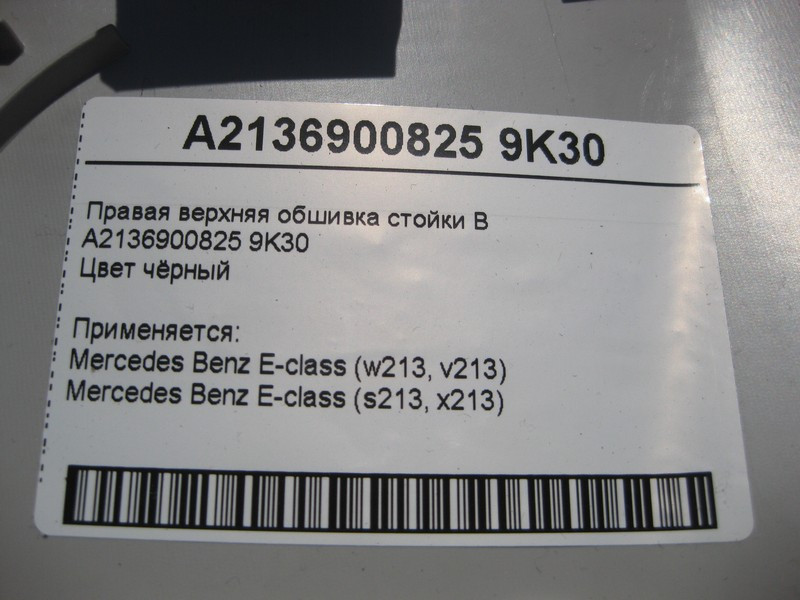 A2136900825 9K30
Правая верхняя обшивка стойки В
A2136900825 9K30
Цвет чёрный
Применяется:
Mercedes Benz E-class (w213, v213)
Mercedes Benz E-class (s213, x213)